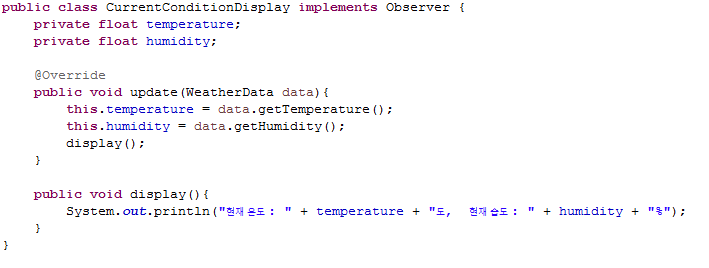 public class CurrentConditionDisplay implements Observer {
    private float temperature;
    private float humidity;

    @Override
    public void update(WeatherData data){
        this.temperature = data.getTemperature();
        this.humidity = data.getHumidity();
        display();
    }

    public void display(){
        System.out.println("현재 온도 : " + temperature + "도,  현재 습도 : " + humidity + "%");
    }
}